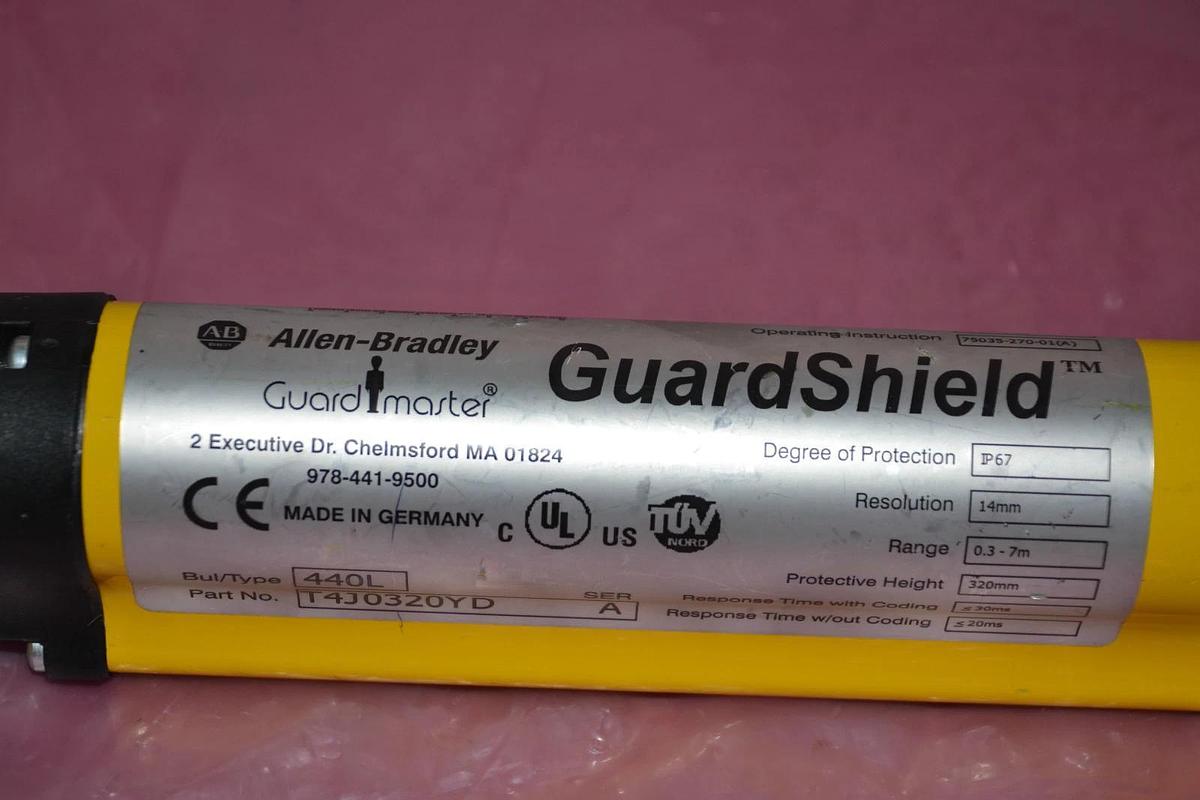 AB
Allen-Bradley
Guardmaster®
2 Executive Dr. Chelmsford MA 01824
978-441-9500
CE MADE IN GERMANY C UL US TÜV NORD
Bul/Type 440L
Part No. T4J0320YD SER A
Operating Instruction 75035-270-01(A)
GuardShield™
Degree of Protection IP67
Resolution 14mm
Range 0.3 - 7m
Protective Height 320mm
Response Time with Coding ≤ 30ms
Response Time w/out Coding ≤ 20ms